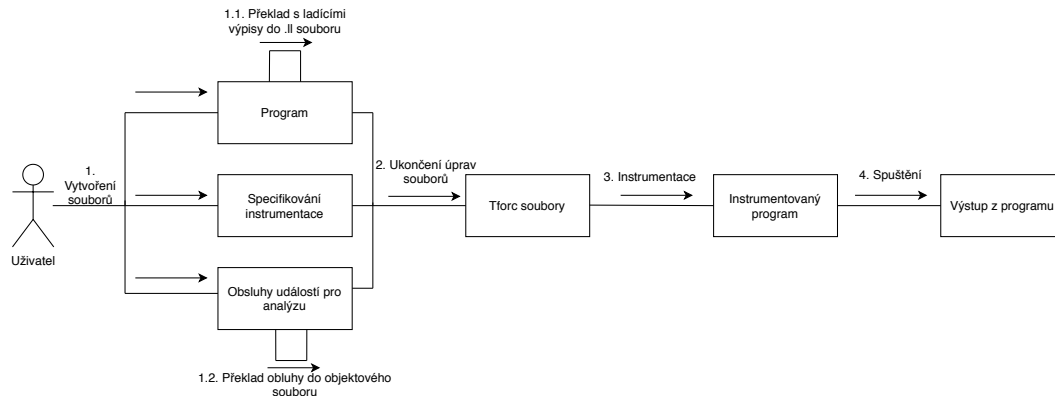 1.1. Překlad s ladícími
výpisy do .ll souboru
Program
1.
Vytvoření
souborů
Specifikování
instrumentace
2. Ukončení úprav
souborů
Tforc soubory
3. Instrumentace
Instrumentovaný
program
4. Spuštění
Výstup z programu
Uživatel
Obsluhy událostí pro
analýzu
1.2. Překlad obluhy do objektového
souboru